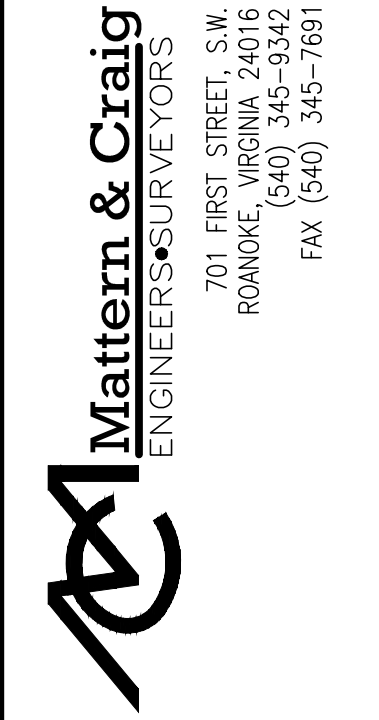 Mattern & Craig
ENGINEERS•SURVEYORS
701 FIRST STREET, S.W.
ROANOKE, VIRGINIA 24016
(540) 345-9342
FAX (540) 345-7691